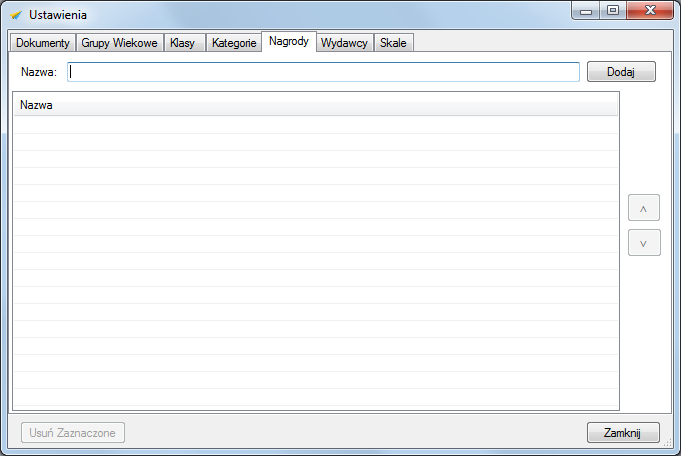 Ustawienia
Dokumenty Grupy Wiekowe Klasy Kategorie Nagrody Wydawcy Skale
Nazwa: Dodaj
Nazwa
Usuń Zaznaczone Zamknij